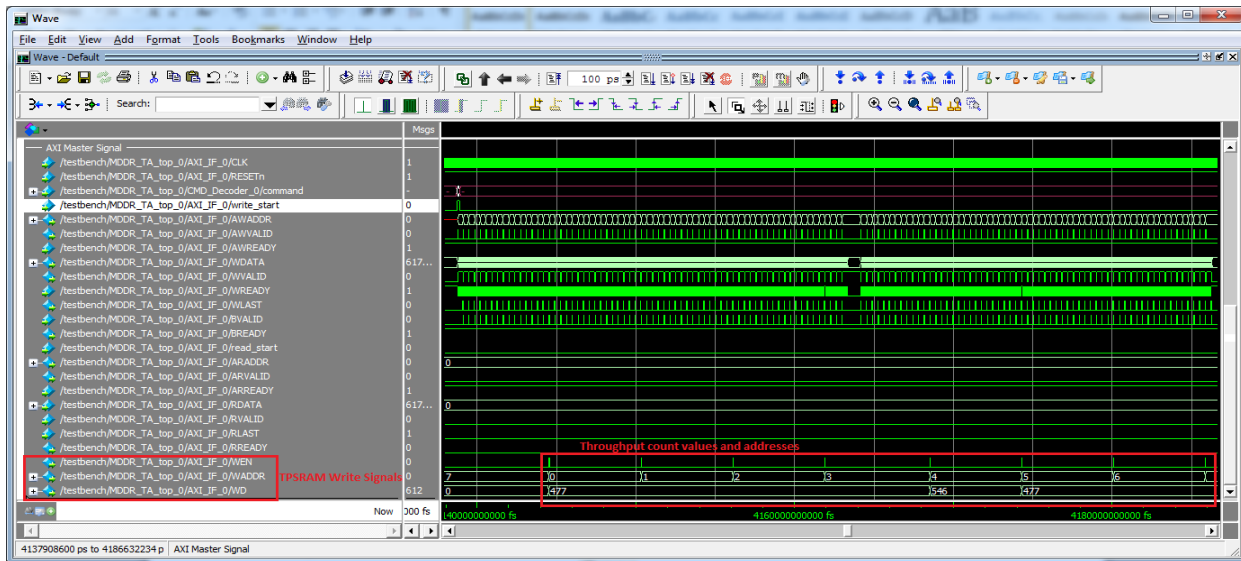 Wave
File Edit View Add Format Tools Bookmarks Window Help
Wave - Default
100 ps
Search:
Msgs
AXI Master Signal
/testbench/MDDR_TA_top_0/AXI_IF_0/CLK 1
/testbench/MDDR_TA_top_0/AXI_IF_0/RESETn 1
/testbench/MDDR_TA_top_0/CMD_Decoder_0/command -
/testbench/MDDR_TA_top_0/AXI_IF_0/write_start 0
/testbench/MDDR_TA_top_0/AXI_IF_0/AWADDR 0
/testbench/MDDR_TA_top_0/AXI_IF_0/AWVALID 0
/testbench/MDDR_TA_top_0/AXI_IF_0/AWREADY 1
/testbench/MDDR_TA_top_0/AXI_IF_0/WDATA 617...
/testbench/MDDR_TA_top_0/AXI_IF_0/WVALID 0
/testbench/MDDR_TA_top_0/AXI_IF_0/WREADY 1
/testbench/MDDR_TA_top_0/AXI_IF_0/WLAST 0
/testbench/MDDR_TA_top_0/AXI_IF_0/BVALID 0
/testbench/MDDR_TA_top_0/AXI_IF_0/BREADY 1
/testbench/MDDR_TA_top_0/AXI_IF_0/read_start 0
/testbench/MDDR_TA_top_0/AXI_IF_0/ARADDR 0 0
/testbench/MDDR_TA_top_0/AXI_IF_0/ARVALID 0
/testbench/MDDR_TA_top_0/AXI_IF_0/ARREADY 1
/testbench/MDDR_TA_top_0/AXI_IF_0/RDATA 617... 0
/testbench/MDDR_TA_top_0/AXI_IF_0/RVALID 0
/testbench/MDDR_TA_top_0/AXI_IF_0/RLAST 1
/testbench/MDDR_TA_top_0/AXI_IF_0/RREADY 0
Throughput count values and addresses
/testbench/MDDR_TA_top_0/AXI_IF_0/WEN 0
/testbench/MDDR_TA_top_0/AXI_IF_0/WADDR TPSRAM Write Signals 0 7 0 1 2 3 4 5 6
/testbench/MDDR_TA_top_0/AXI_IF_0/WD 612 0 477 546 477
Now 000 fs 140000000000 fs 4160000000000 fs 4180000000000 fs
4137908600 ps to 4186632234 p AXI Master Signal